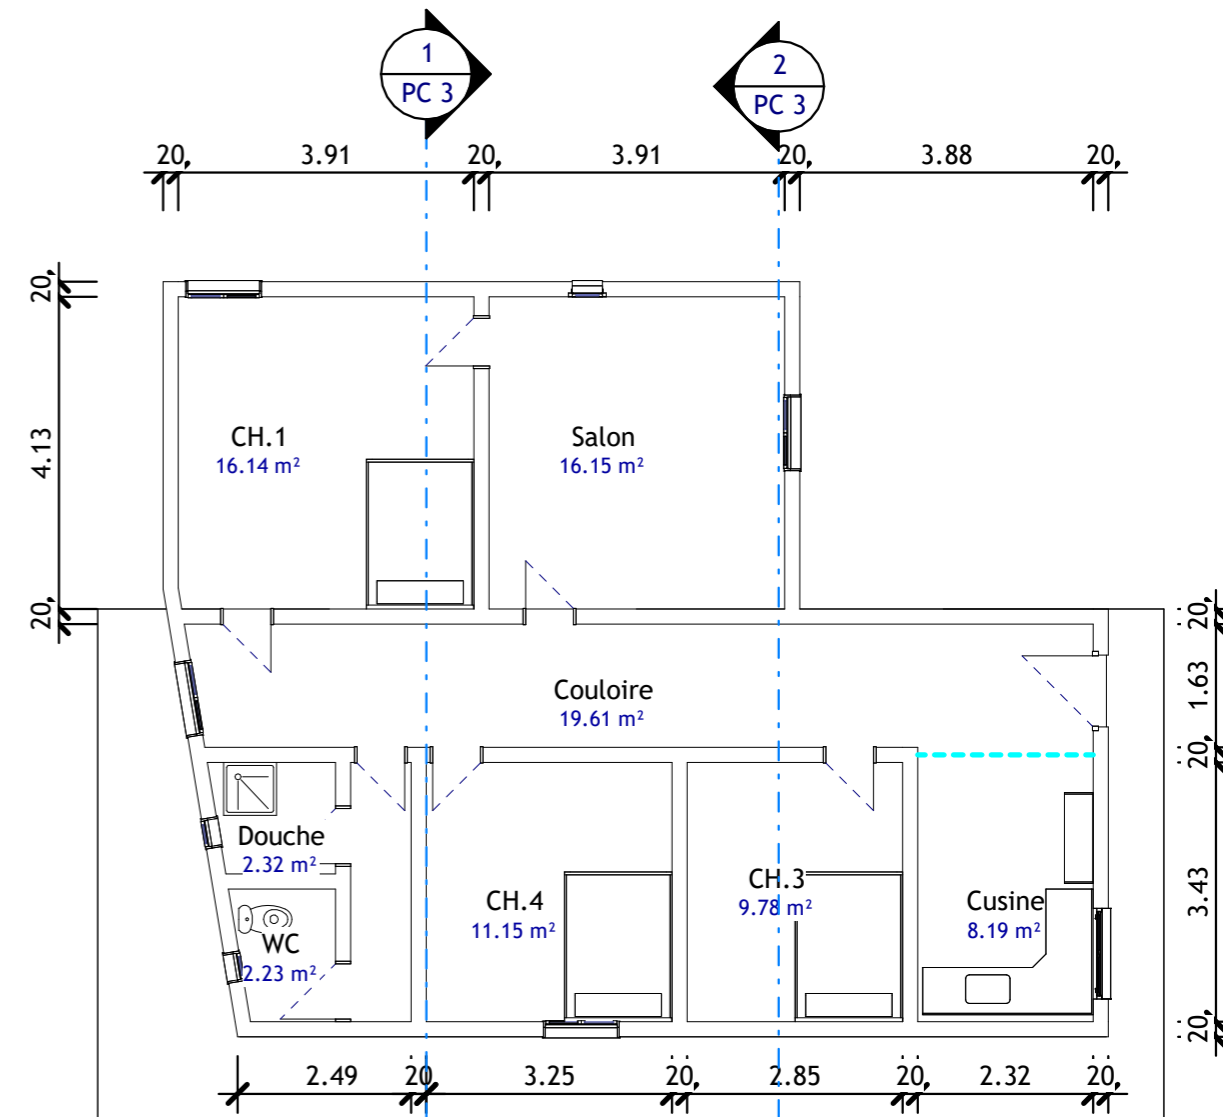 1
PC 3
2
PC 3
20, 3.91 20, 3.91 20, 3.88 20,
20,
4.13
20,
CH.1
16.14 m²
Salon
16.15 m²
Couloire
19.61 m²
20,
1.63
20,
3.43
20,
Douche
2.32 m²
WC
2.23 m²
CH.4
11.15 m²
CH.3
9.78 m²
Cusine
8.19 m²
2.49 20 3.25 20, 2.85 20, 2.32 20,